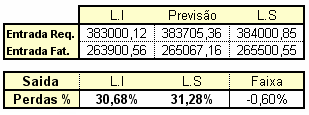 L.I Previsão L.S
Entrada Req. 383000,12 383705,36 384000,85
Entrada Fat. 263900,56 265067,16 265500,55
Saida L.I L.S Faixa
Perdas % 30,68% 31,28% -0,60%